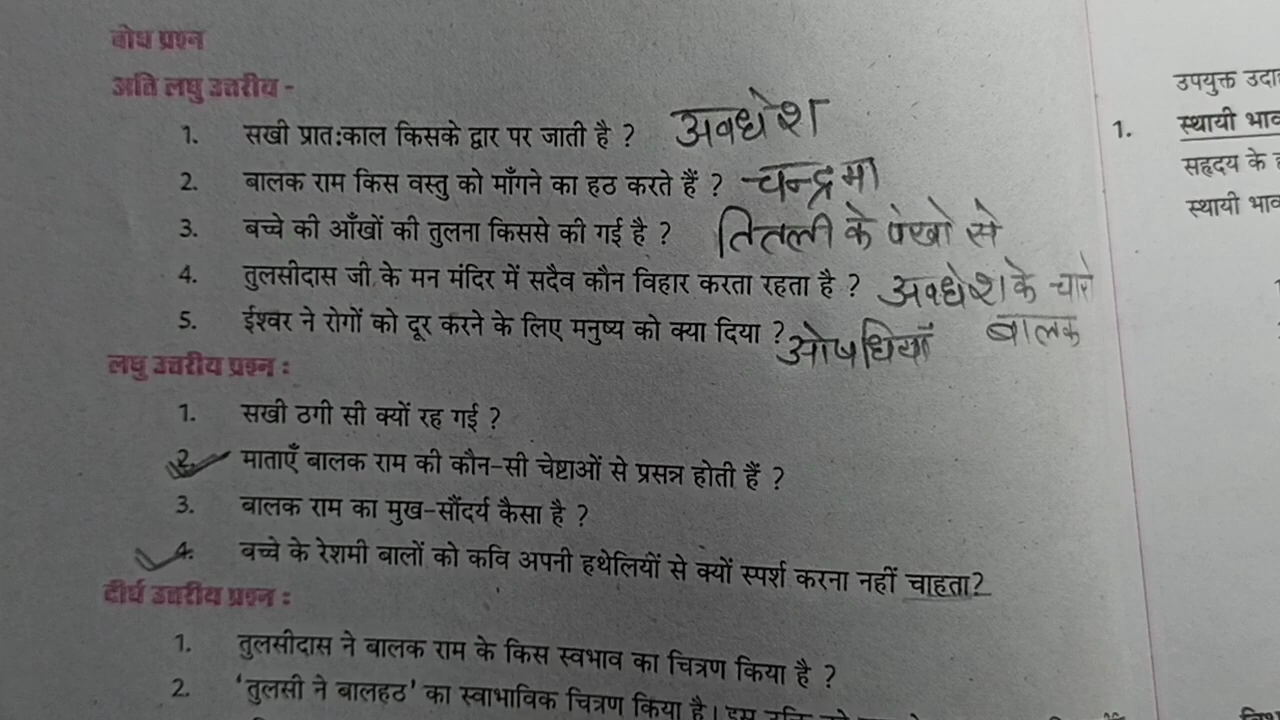 बोध प्रश्न
अति लघु उत्तरीय -
1. सखी प्रात:काल किसके द्वार पर जाती है ? अवधेश
2. बालक राम किस वस्तु को माँगने का हठ करते हैं ? चन्द्रमा
3. बच्चे की आँखों की तुलना किससे की गई है ? तितली के पंखो से
4. तुलसीदास जी के मन मंदिर में सदैव कौन विहार करता रहता है ? अवधेश के चारो
बालक
5. ईश्वर ने रोगों को दूर करने के लिए मनुष्य को क्या दिया ? ओषधियाँ
लघु उत्तरीय प्रश्न :
1. सखी ठगी सी क्यों रह गई ?
2. माताएँ बालक राम की कौन-सी चेष्टाओं से प्रसन्न होती हैं ?
3. बालक राम का मुख-सौंदर्य कैसा है ?
4. बच्चे के रेशमी बालों को कवि अपनी हथेलियों से क्यों स्पर्श करना नहीं चाहता?
दीर्घ उत्तरीय प्रश्न :
1. तुलसीदास ने बालक राम के किस स्वभाव का चित्रण किया है ?
2. 'तुलसी ने बालहठ' का स्वाभाविक चित्रण किया है। इस
उपयुक्त
1. स्थायी भाव
सहृदय के
स्थायी भाव